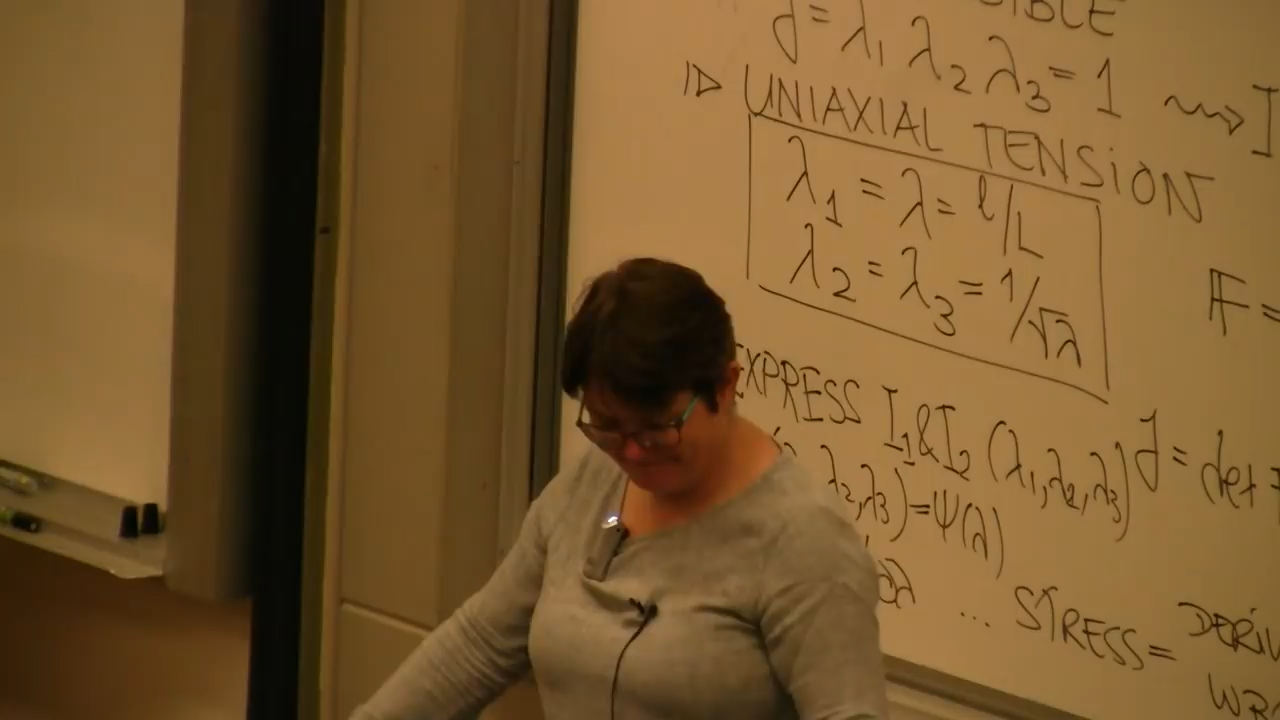 J = λ₁ λ₂ λ₃ = 1 ⇝ I
1D UNIAXIAL TENSION
λ₁ = λ = l/L
λ₂ = λ₃ = 1/√λ
F =
EXPRESS I₁ & I₂ (λ₁, λ₂, λ₃) J = det
λ₂, λ₃) = Ψ(λ)
∂λ ... STRESS =